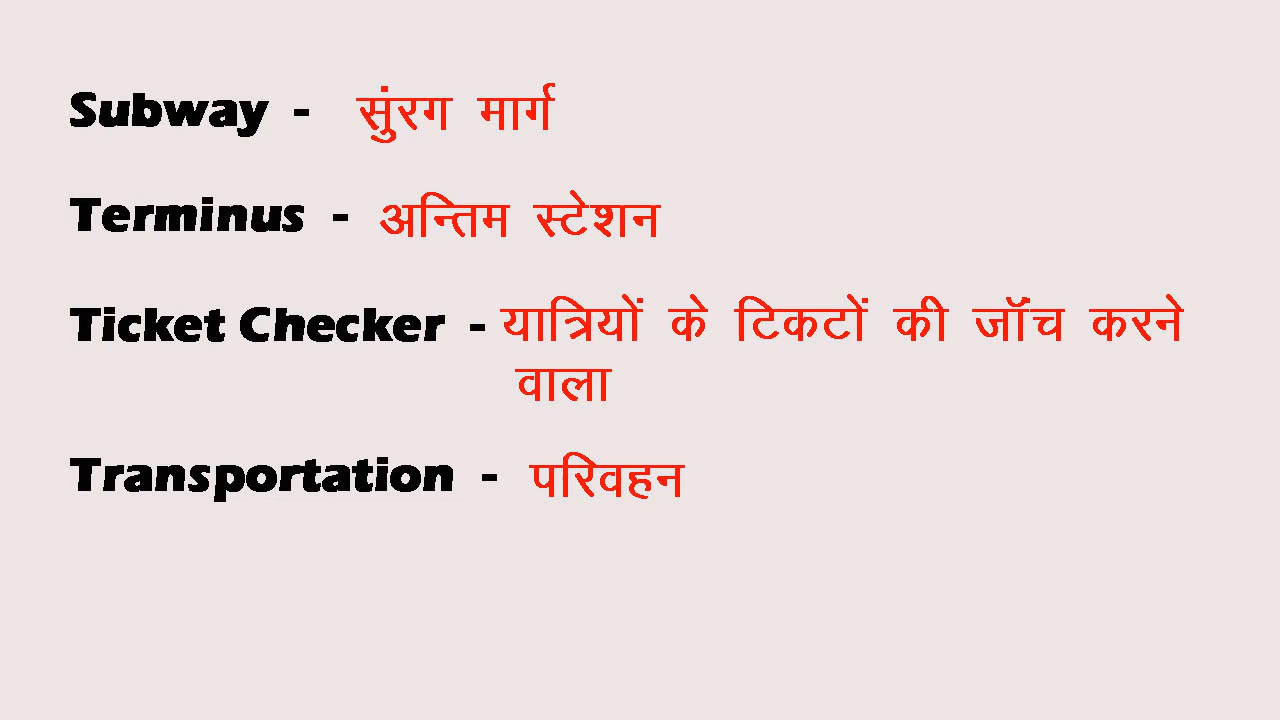 Subway - सुंरग मार्ग
Terminus - अन्तिम स्टेशन
Ticket Checker - यात्रियों के टिकटों की जॉंच करने
वाला
Transportation - परिवहन